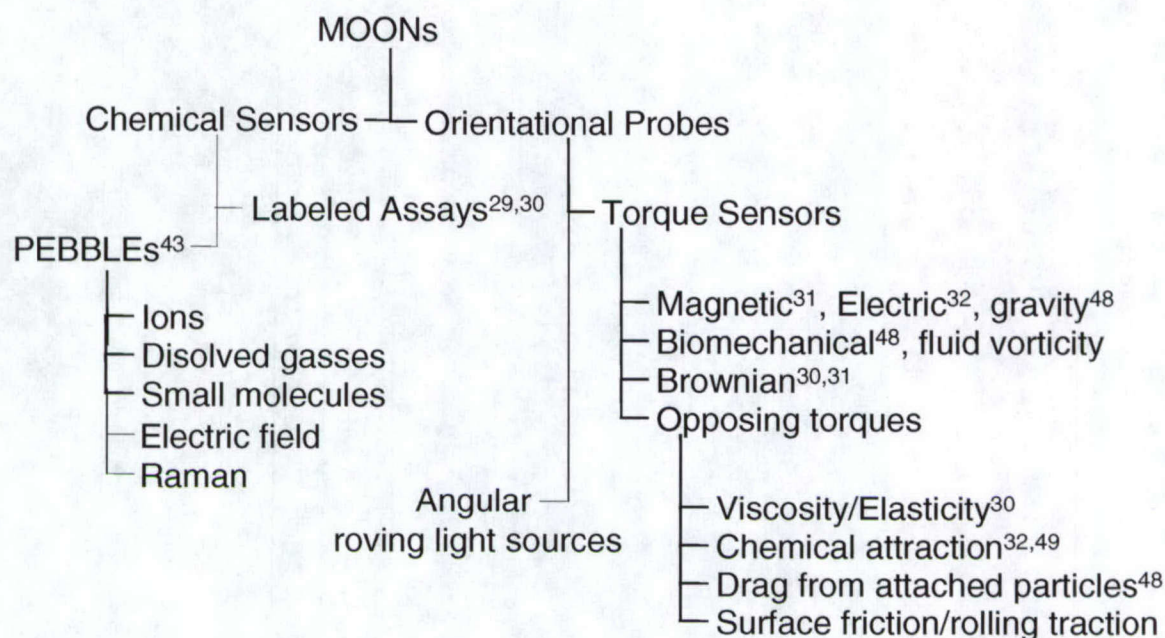 MOONs
Chemical Sensors
Orientational Probes
Labeled Assays29,30
PEBBLEs43
Ions
Disolved gasses
Small molecules
Electric field
Raman
Torque Sensors
Magnetic31, Electric32, gravity48
Biomechanical48, fluid vorticity
Brownian30,31
Opposing torques
Viscosity/Elasticity30
Chemical attraction32,49
Drag from attached particles48
Surface friction/rolling traction
Angular
roving light sources